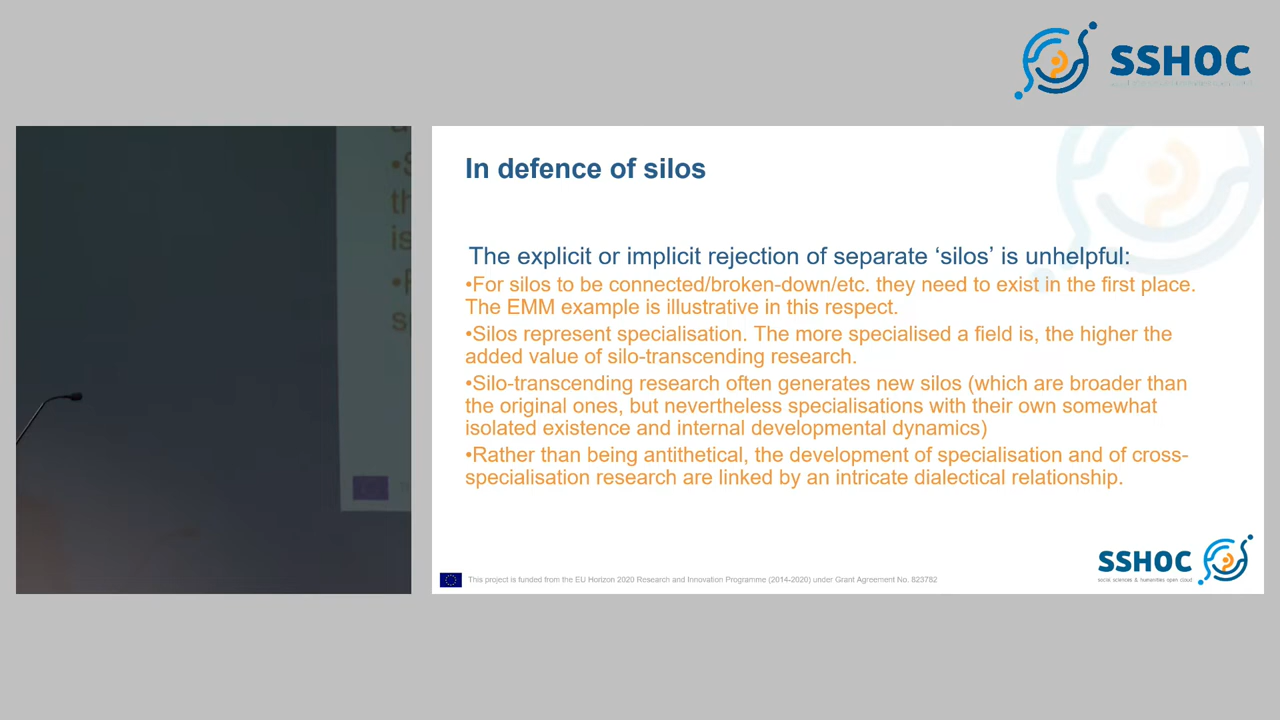 SSHOC
In defence of silos
The explicit or implicit rejection of separate ‘silos’ is unhelpful:
•For silos to be connected/broken-down/etc. they need to exist in the first place.
The EMM example is illustrative in this respect.
•Silos represent specialisation. The more specialised a field is, the higher the
added value of silo-transcending research.
•Silo-transcending research often generates new silos (which are broader than
the original ones, but nevertheless specialisations with their own somewhat
isolated existence and internal developmental dynamics)
•Rather than being antithetical, the development of specialisation and of cross-
specialisation research are linked by an intricate dialectical relationship.
SSHOC
social sciences & humanities open cloud
This project is funded from the EU Horizon 2020 Research and Innovation Programme (2014-2020) under Grant Agreement No. 823782